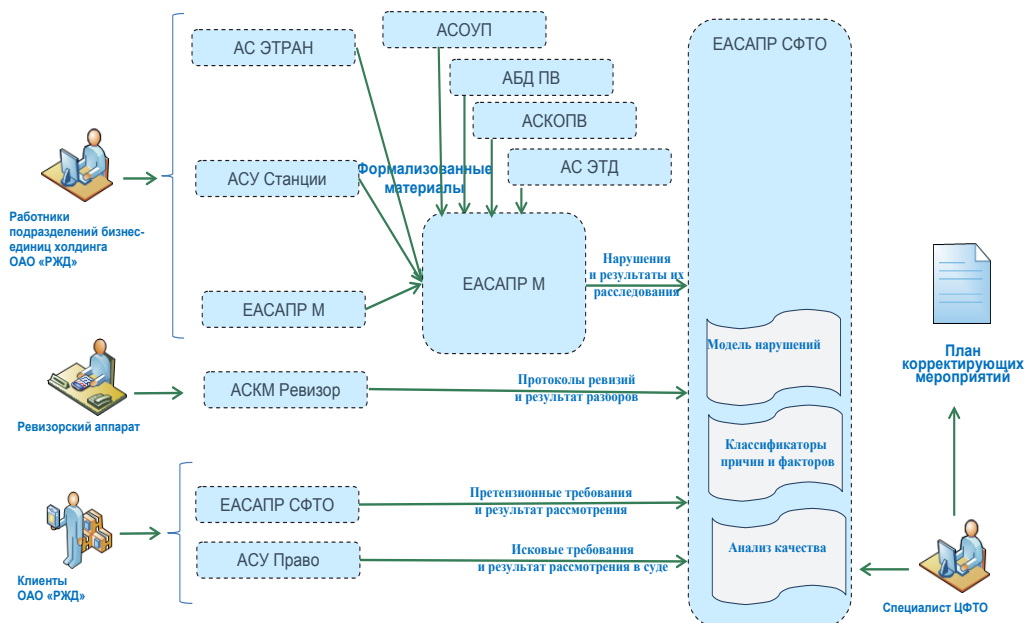 АСОУП
ЕАСАПР СФТО
АС ЭТРАН
АБД ПВ
АСКОПВ
АС ЭТД
Формализованные
материалы
АСУ Станции
Работники
подразделений бизнес-
единиц холдинга
ОАО «РЖД»
ЕАСАПР М
Нарушения
и результаты их
расследования
ЕАСАПР М
Модель нарушений
План
корректирующих
мероприятий
АСКМ Ревизор
Протоколы ревизий
и результат разборов
Ревизорский аппарат
Классификаторы
причин и факторов
ЕАСАПР СФТО
Претензионные требования
и результат рассмотрения
АСУ Право
Исковые требования
и результат рассмотрения в суде
Анализ качества
Клиенты
ОАО «РЖД»
Специалист ЦФТО